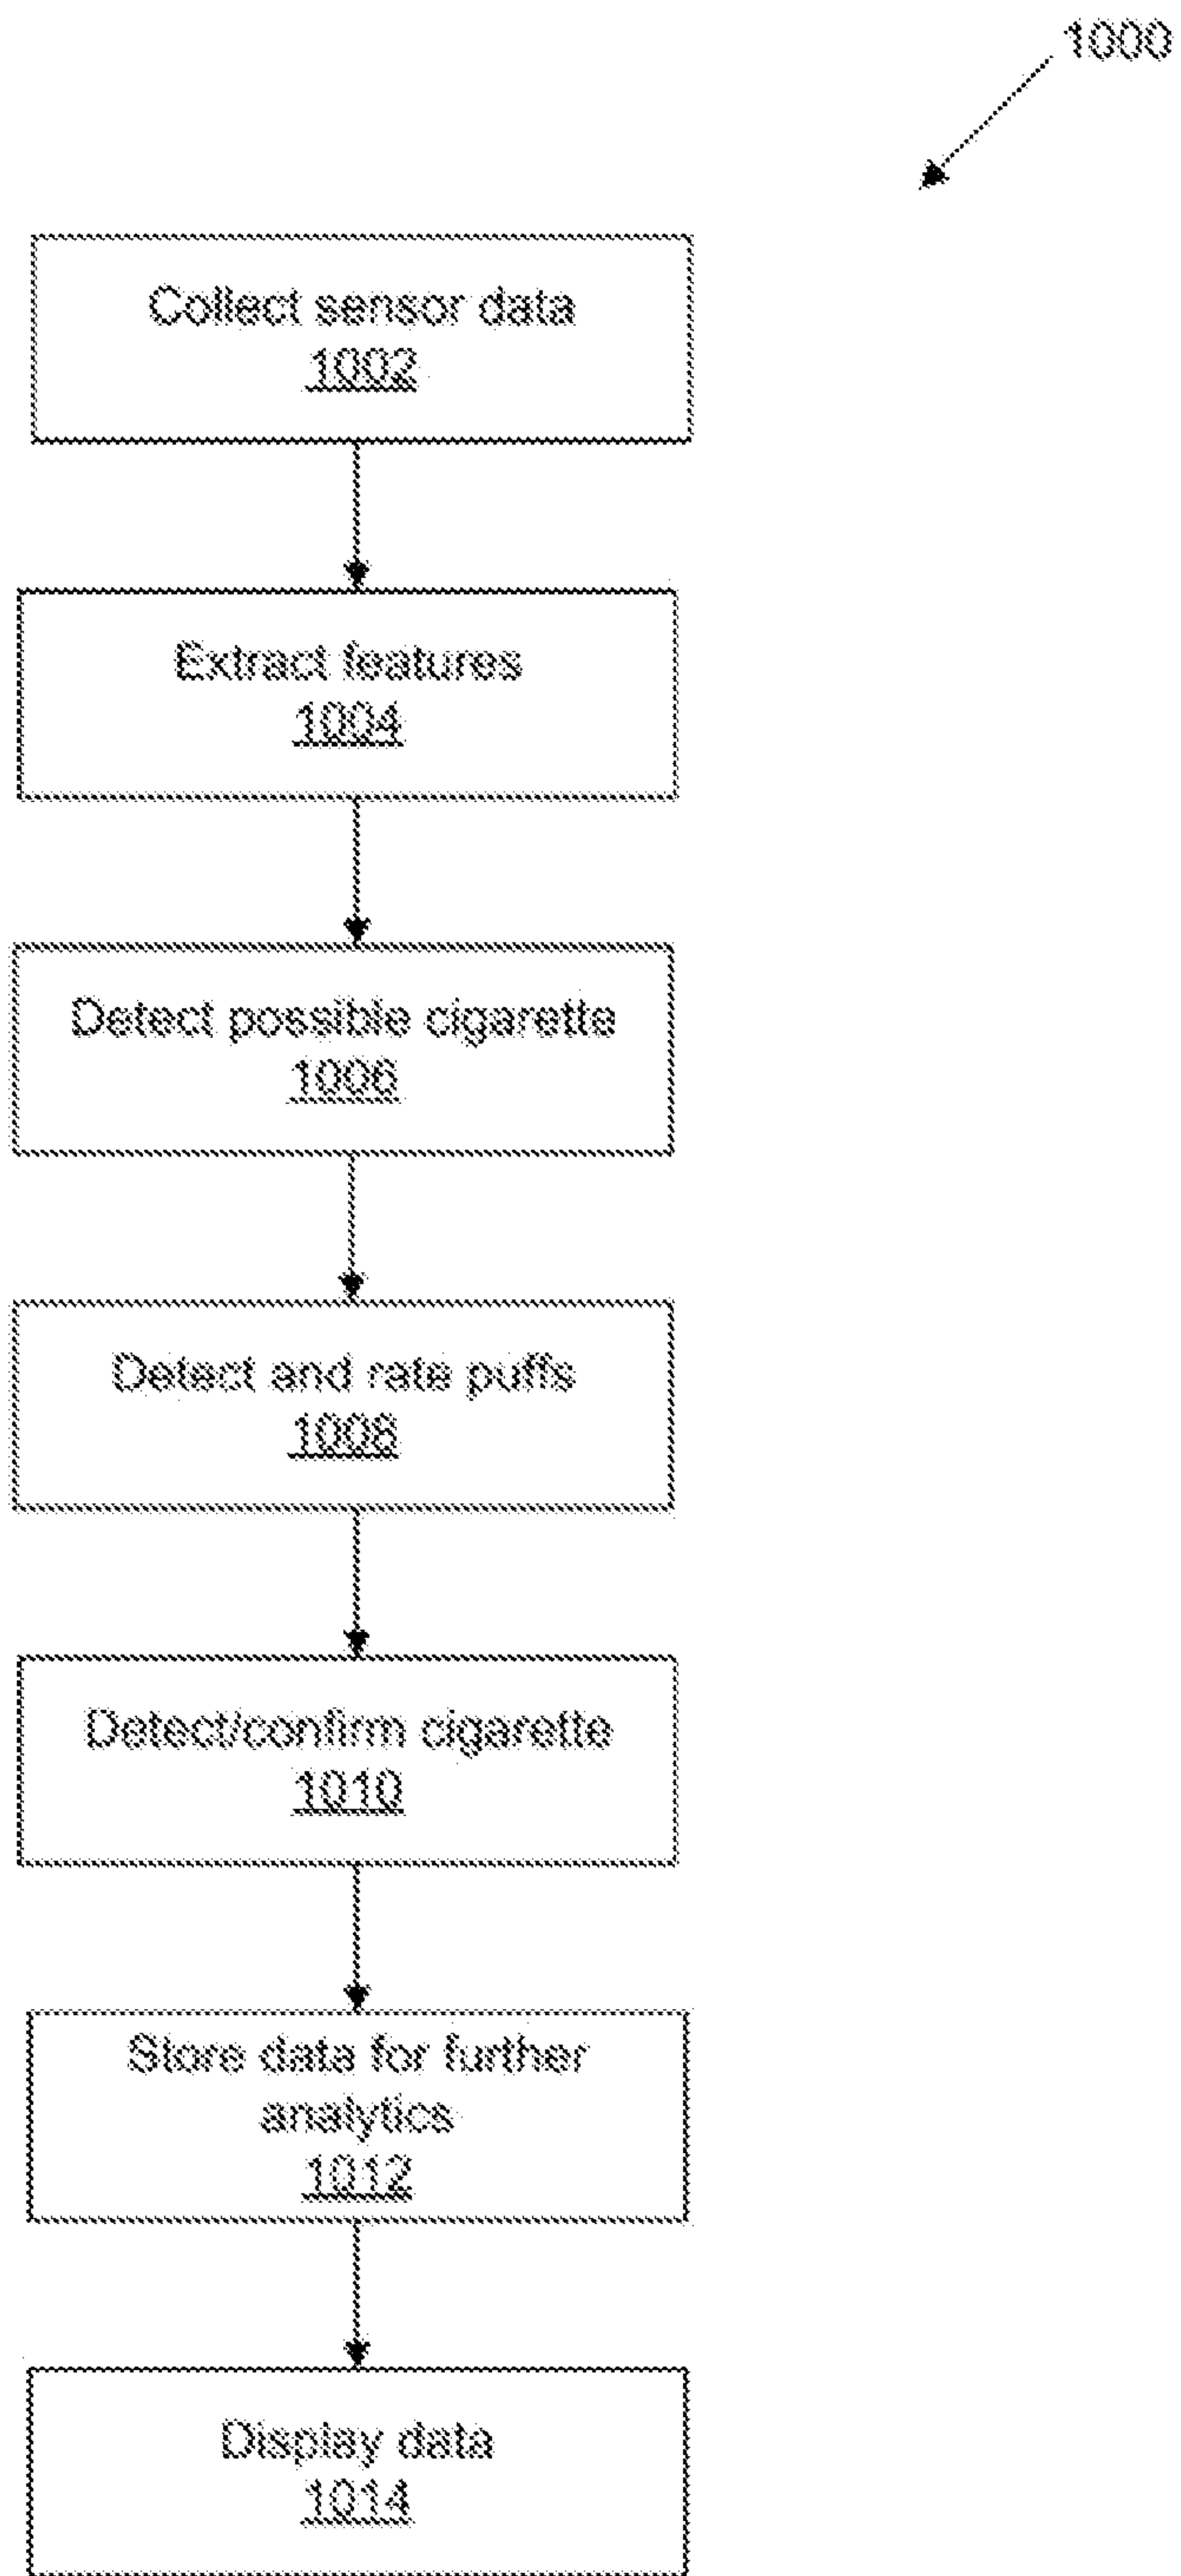 1000
Collect sensor data
1002
Extract features
1004
Detect possible cigarette
1006
Detect and rate puffs
1008
Detect/confirm cigarette
1010
Store data for further
analytics
1012
Display data
1014